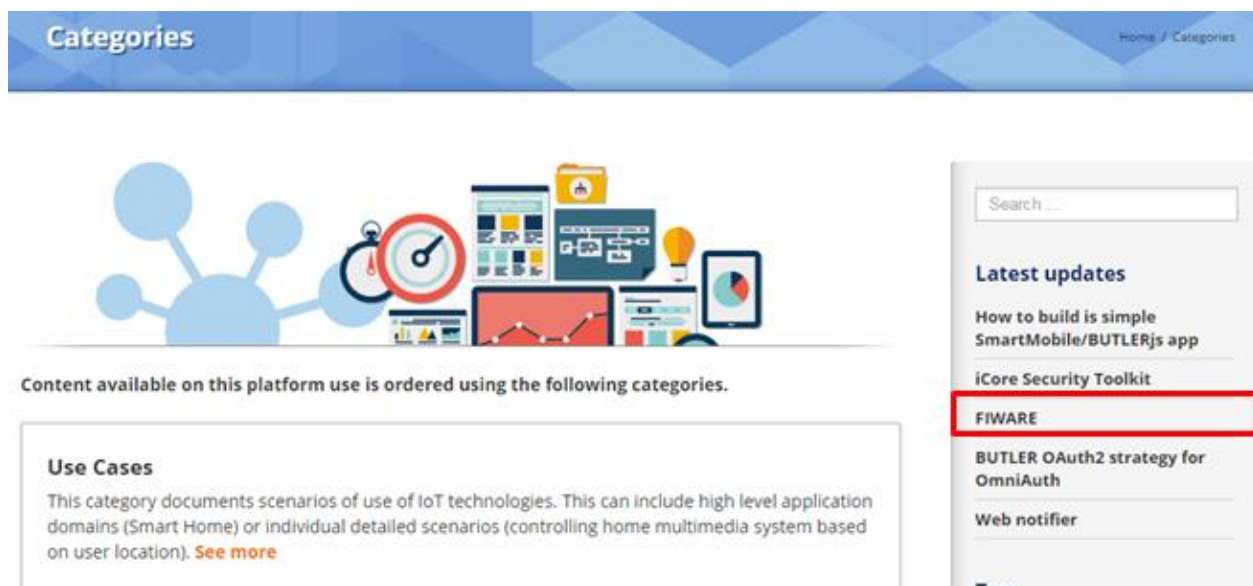 Categories
Home / Categories
Search ...
Latest updates
How to build is simple
SmartMobile/BUTLERjs app
iCore Security Toolkit
FIWARE
BUTLER OAuth2 strategy for
OmniAuth
Web notifier
Content available on this platform use is ordered using the following categories.
Use Cases
This category documents scenarios of use of IoT technologies. This can include high level application
domains (Smart Home) or individual detailed scenarios (controlling home multimedia system based
on user location). See more